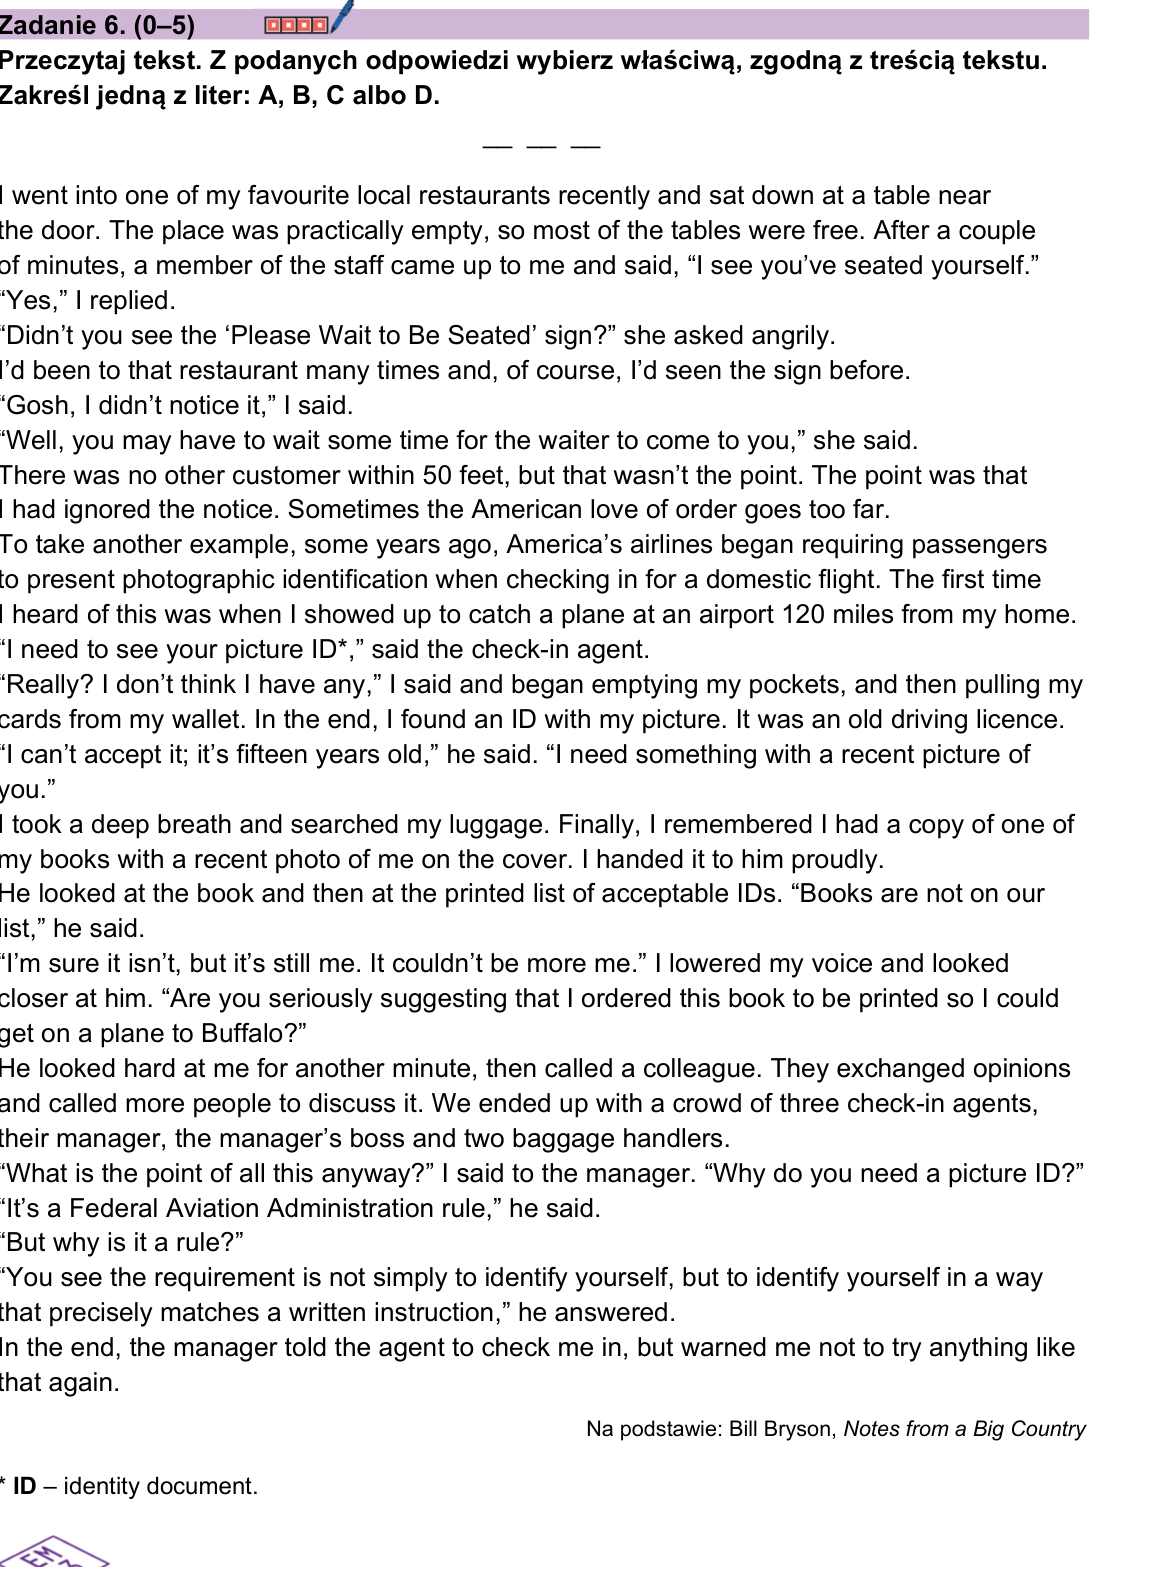 Zadanie 6. (0–5)
Przeczytaj tekst. Z podanych odpowiedzi wybierz właściwą, zgodną z treścią tekstu.
Zakreśl jedną z liter: A, B, C albo D.
I went into one of my favourite local restaurants recently and sat down at a table near
the door. The place was practically empty, so most of the tables were free. After a couple
of minutes, a member of the staff came up to me and said, “I see you’ve seated yourself.”
“Yes,” I replied.
“Didn’t you see the ‘Please Wait to Be Seated’ sign?” she asked angrily.
I’d been to that restaurant many times and, of course, I’d seen the sign before.
“Gosh, I didn’t notice it,” I said.
“Well, you may have to wait some time for the waiter to come to you,” she said.
There was no other customer within 50 feet, but that wasn’t the point. The point was that
I had ignored the notice. Sometimes the American love of order goes too far.
To take another example, some years ago, America’s airlines began requiring passengers
to present photographic identification when checking in for a domestic flight. The first time
I heard of this was when I showed up to catch a plane at an airport 120 miles from my home.
“I need to see your picture ID*,” said the check-in agent.
“Really? I don’t think I have any,” I said and began emptying my pockets, and then pulling my
cards from my wallet. In the end, I found an ID with my picture. It was an old driving licence.
“I can’t accept it; it’s fifteen years old,” he said. “I need something with a recent picture of
you.”
I took a deep breath and searched my luggage. Finally, I remembered I had a copy of one of
my books with a recent photo of me on the cover. I handed it to him proudly.
He looked at the book and then at the printed list of acceptable IDs. “Books are not on our
list,” he said.
“I’m sure it isn’t, but it’s still me. It couldn’t be more me.” I lowered my voice and looked
closer at him. “Are you seriously suggesting that I ordered this book to be printed so I could
get on a plane to Buffalo?”
He looked hard at me for another minute, then called a colleague. They exchanged opinions
and called more people to discuss it. We ended up with a crowd of three check-in agents,
their manager, the manager’s boss and two baggage handlers.
“What is the point of all this anyway?” I said to the manager. “Why do you need a picture ID?”
“It’s a Federal Aviation Administration rule,” he said.
“But why is it a rule?”
“You see the requirement is not simply to identify yourself, but to identify yourself in a way
that precisely matches a written instruction,” he answered.
In the end, the manager told the agent to check me in, but warned me not to try anything like
that again.
Na podstawie: Bill Bryson, Notes from a Big Country
* ID – identity document.